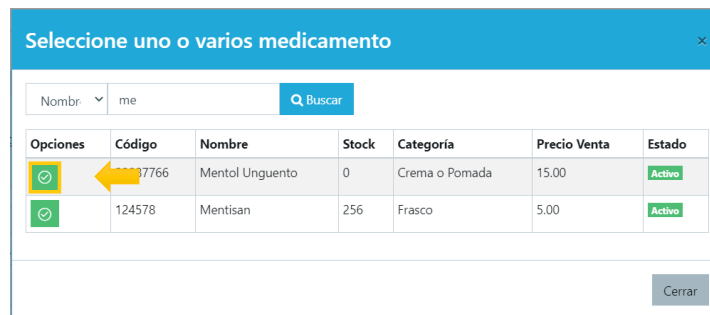 Seleccione uno o varios medicamento ×
Nombr me Buscar
Opciones Código Nombre Stock Categoría Precio Venta Estado
Mentol Unguento 0 Crema o Pomada 15.00 Activo
124578 Mentisan 256 Frasco 5.00 Activo
Cerrar